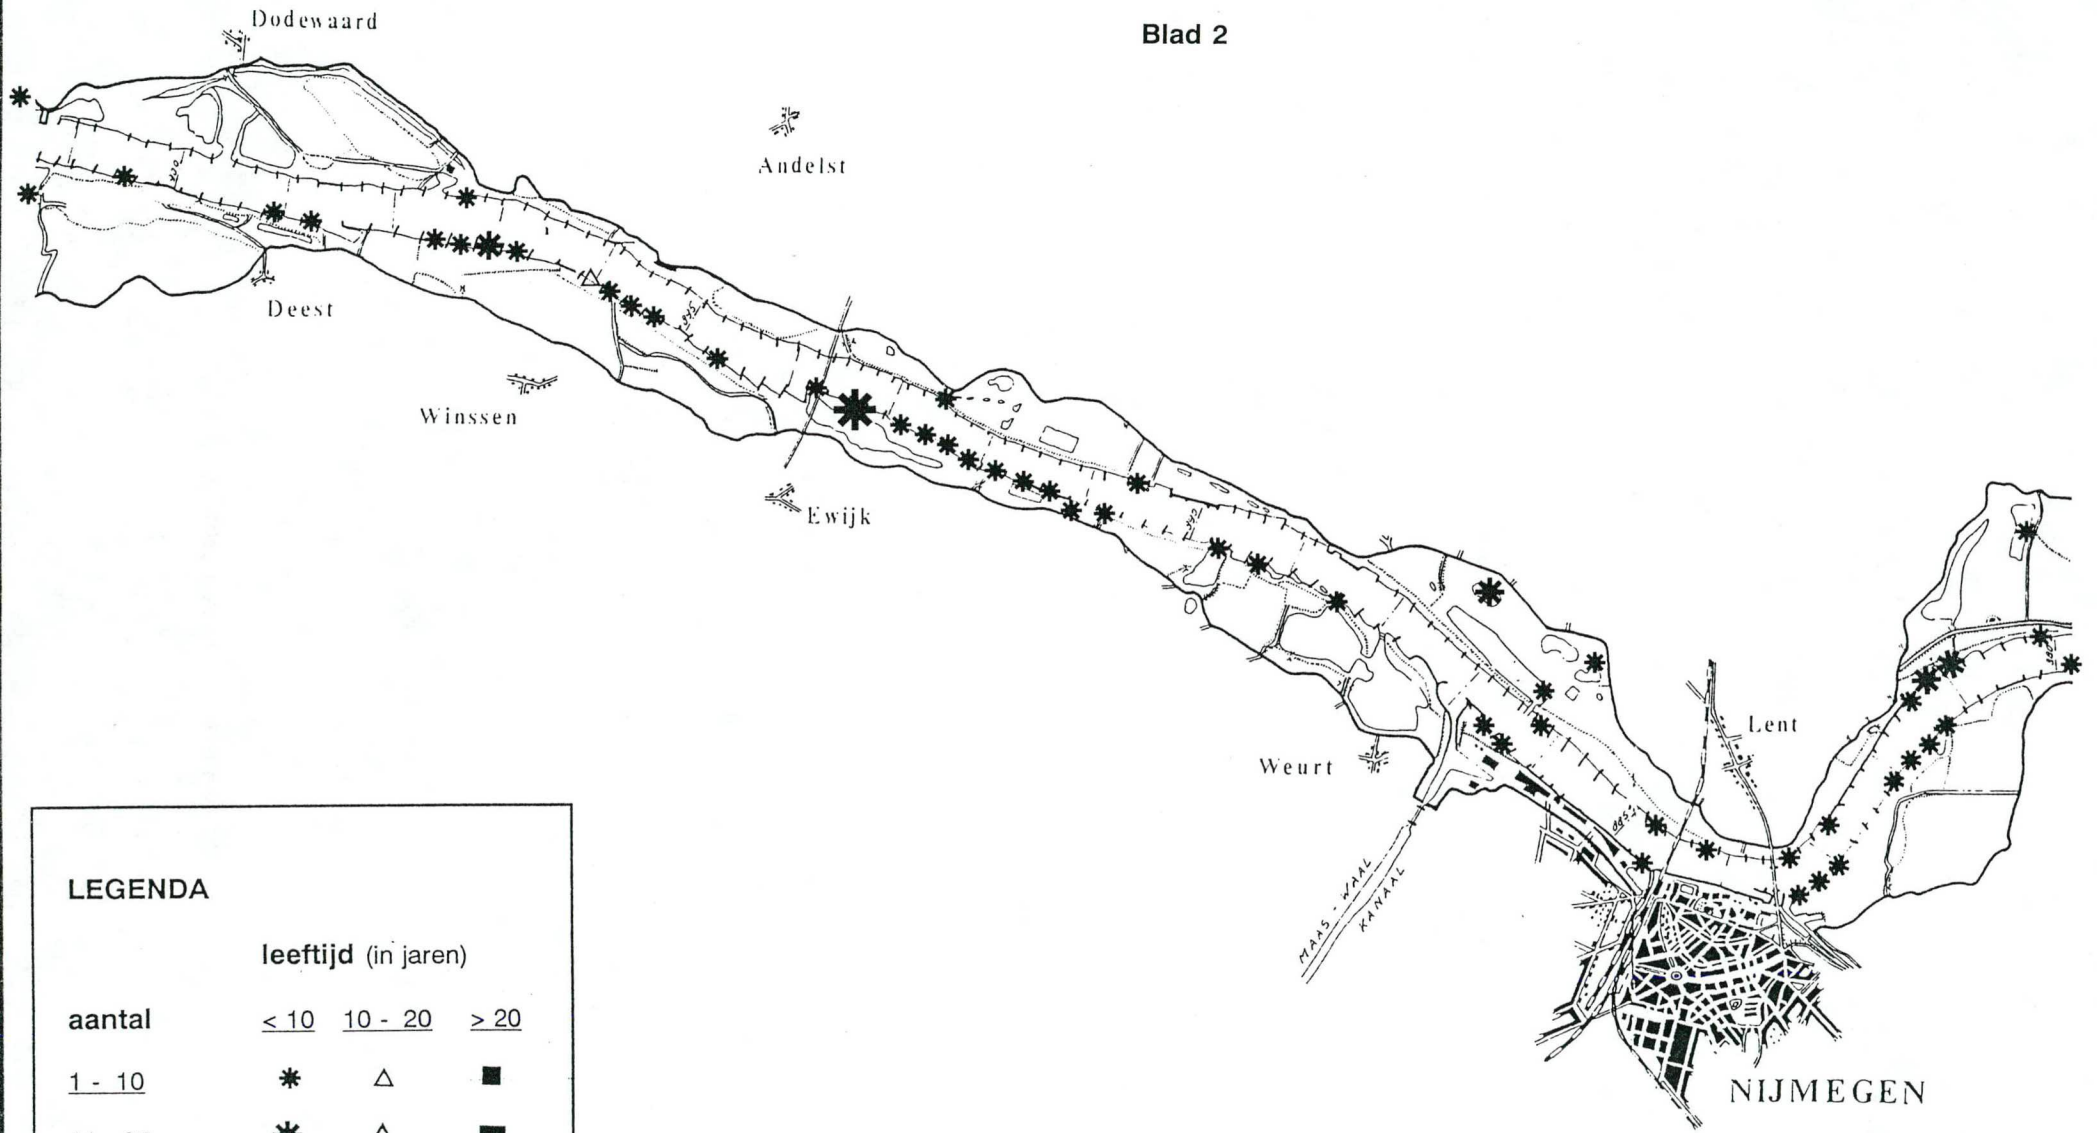 Blad 2
Dodewaard
Andelst
Deest
Winssen
Ewijk
Weurt
Lent
MAAS - WAAL
KANAAL
NIJMEGEN
LEGENDA
leeftijd (in jaren)
aantal < 10 10 - 20 > 20
1 - 10